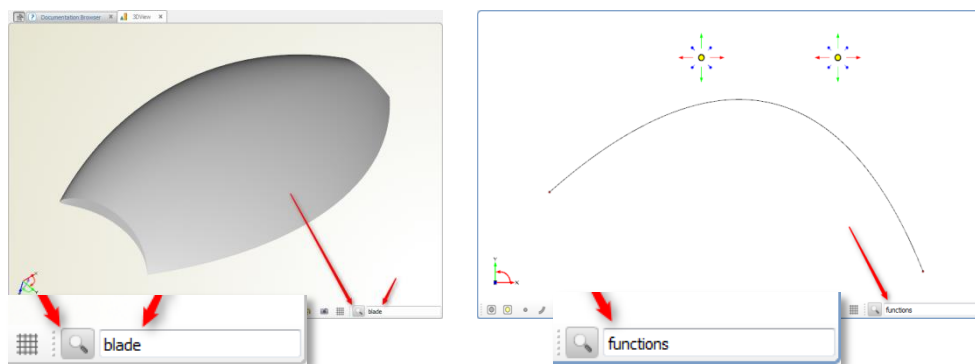 Documentation Browser
3DView
blade
blade
Y
X
functions
functions